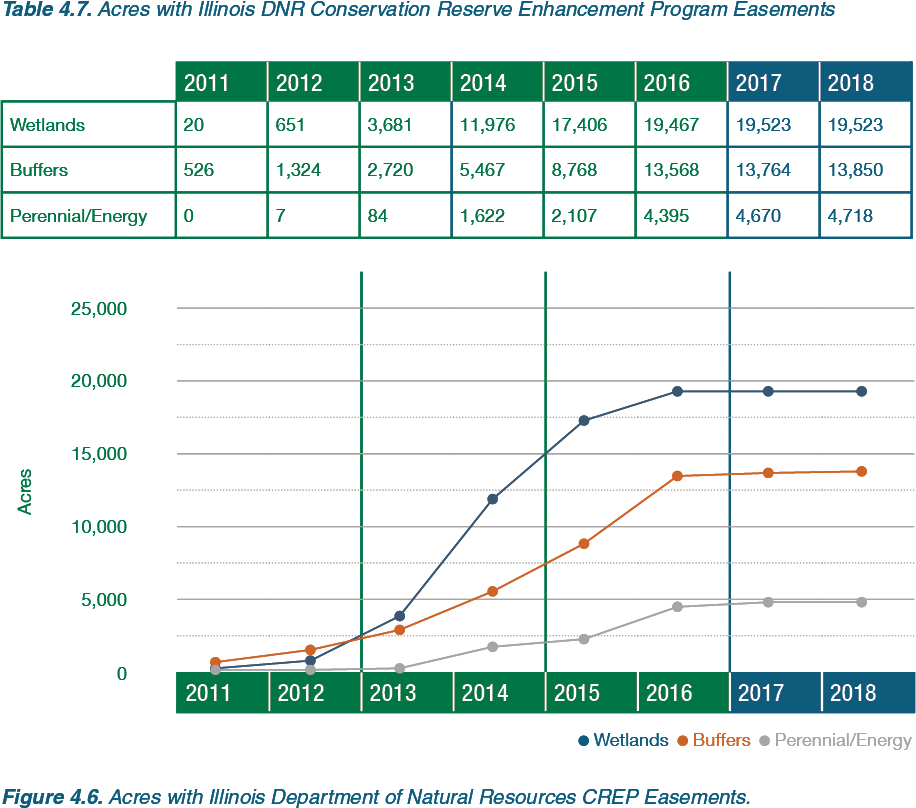 Table 4.7. Acres with Illinois DNR Conservation Reserve Enhancement Program Easements
2011 2012 2013 2014 2015 2016 2017 2018
Wetlands 20 651 3,681 11,976 17,406 19,467 19,523 19,523
Buffers 526 1,324 2,720 5,467 8,768 13,568 13,764 13,850
Perennial/Energy 0 7 84 1,622 2,107 4,395 4,670 4,718
25,000
20,000
15,000
Acres
10,000
5,000
0
2011 2012 2013 2014 2015 2016 2017 2018
Wetlands Buffers Perennial/Energy
Figure 4.6. Acres with Illinois Department of Natural Resources CREP Easements.